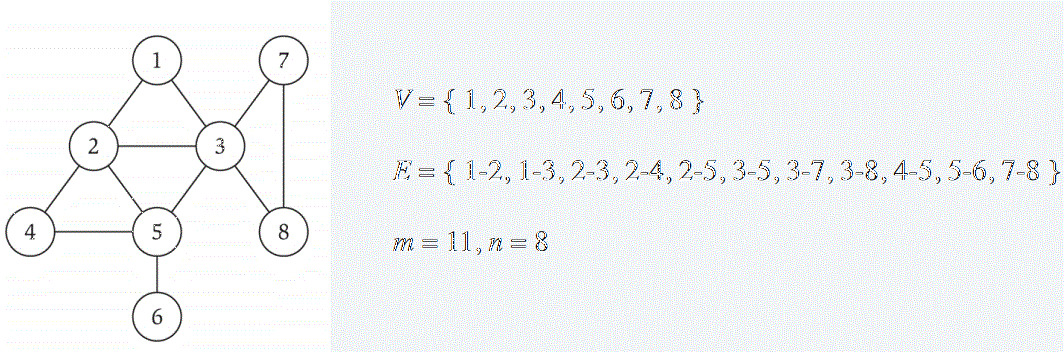 1
7
2
3
4
5
8
6
V = { 1, 2, 3, 4, 5, 6, 7, 8 }
E = { 1-2, 1-3, 2-3, 2-4, 2-5, 3-5, 3-7, 3-8, 4-5, 5-6, 7-8 }
m = 11, n = 8